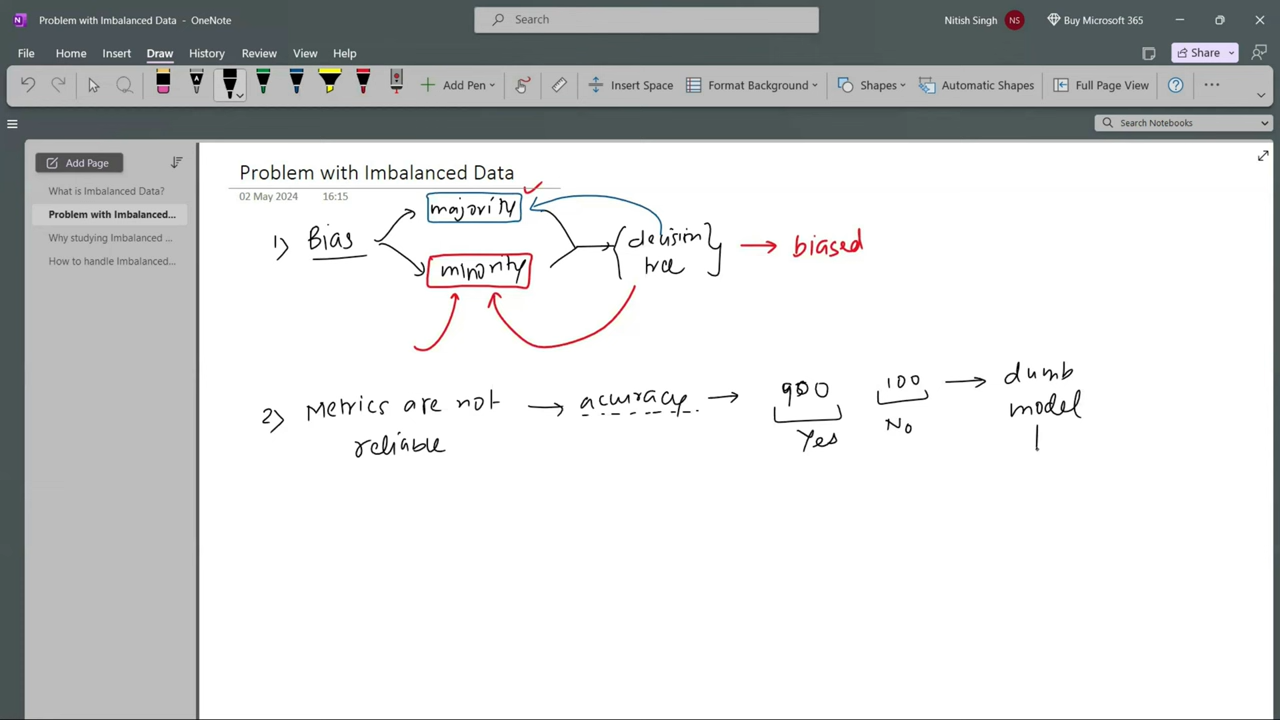 Problem with Imbalanced Data - OneNote
Search
Nitish Singh NS
Buy Microsoft 365
File Home Insert Draw History Review View Help
Share
Add Pen
Insert Space
Format Background
Shapes
Automatic Shapes
Full Page View
Search Notebooks
Add Page
What is Imbalanced Data?
Problem with Imbalanced...
Why studying Imbalanced ...
How to handle Imbalanced...
Problem with Imbalanced Data
02 May 2024 16:15
1) Bias
majority
minority
decision
tree
biased
2) Metrics are not
reliable
accuracy
900
Yes
100
No
dumb
model